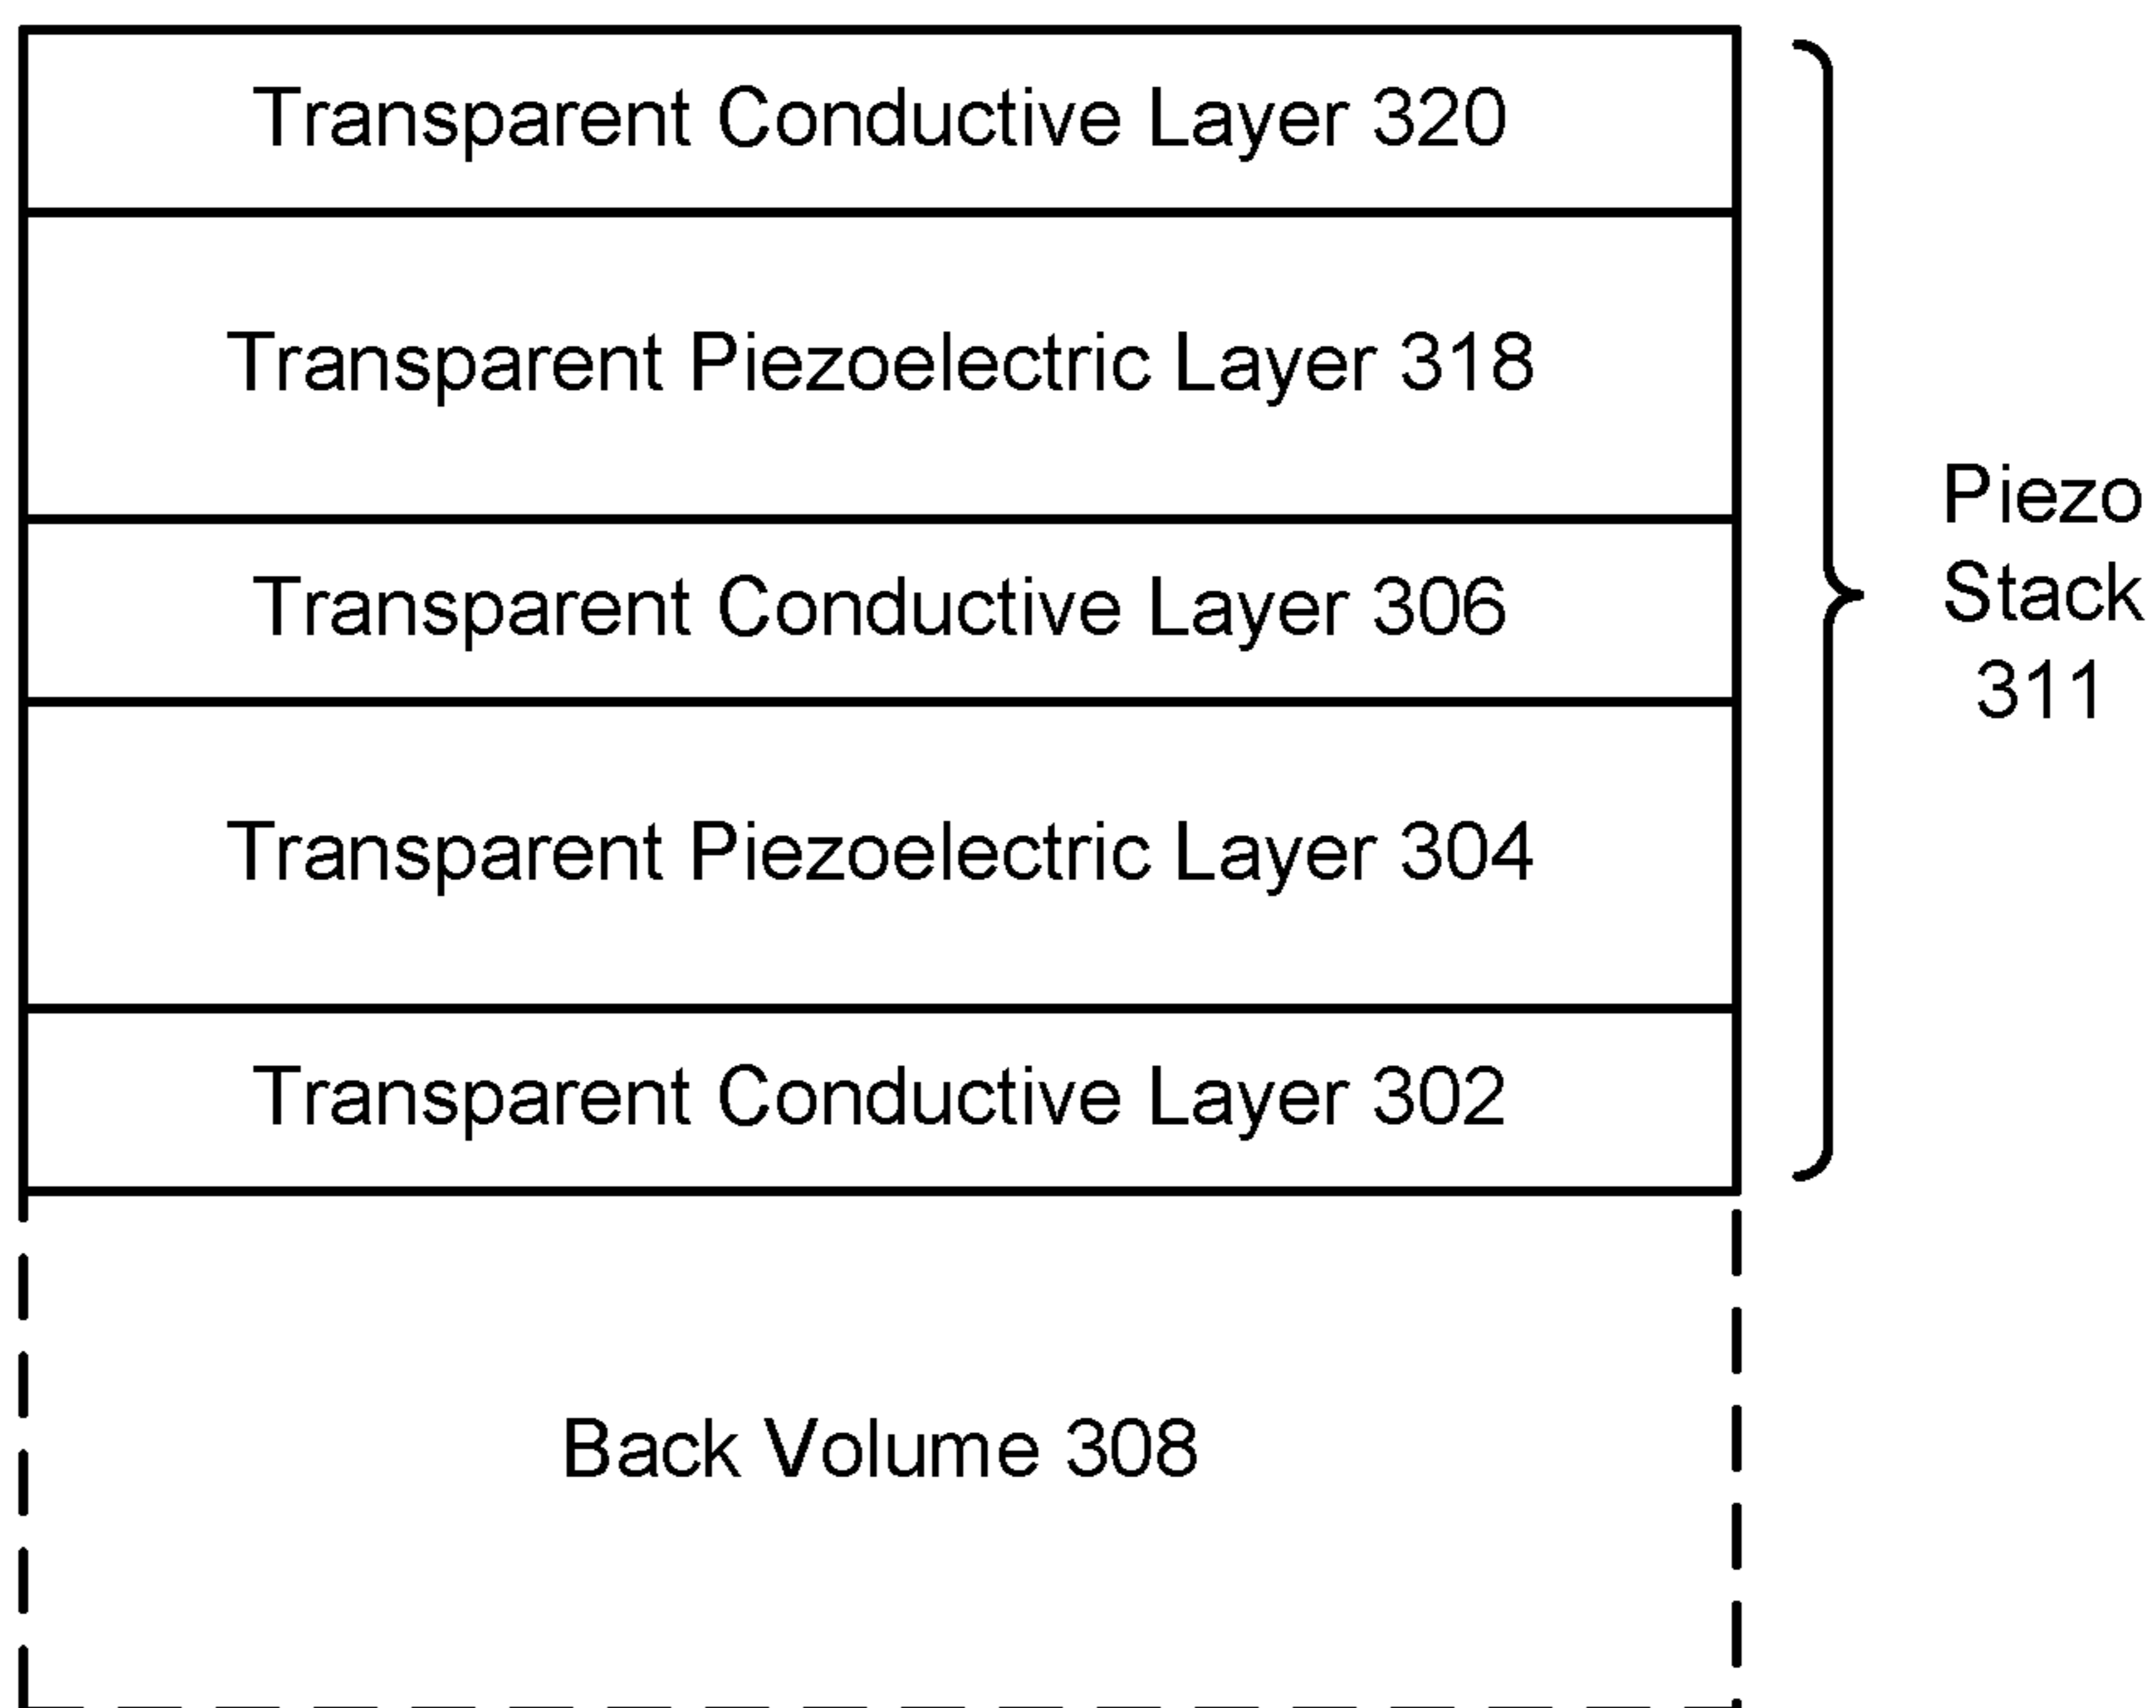 Transparent Conductive Layer 320
Transparent Piezoelectric Layer 318
Transparent Conductive Layer 306
Transparent Piezoelectric Layer 304
Transparent Conductive Layer 302
Back Volume 308
Piezo
Stack
311